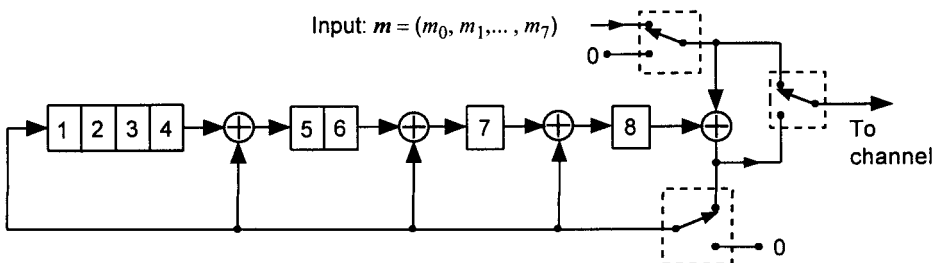 Input: m = (m₀, m₁,... , m₇)
0
1 2 3 4
5 6
7
8
To
channel
0